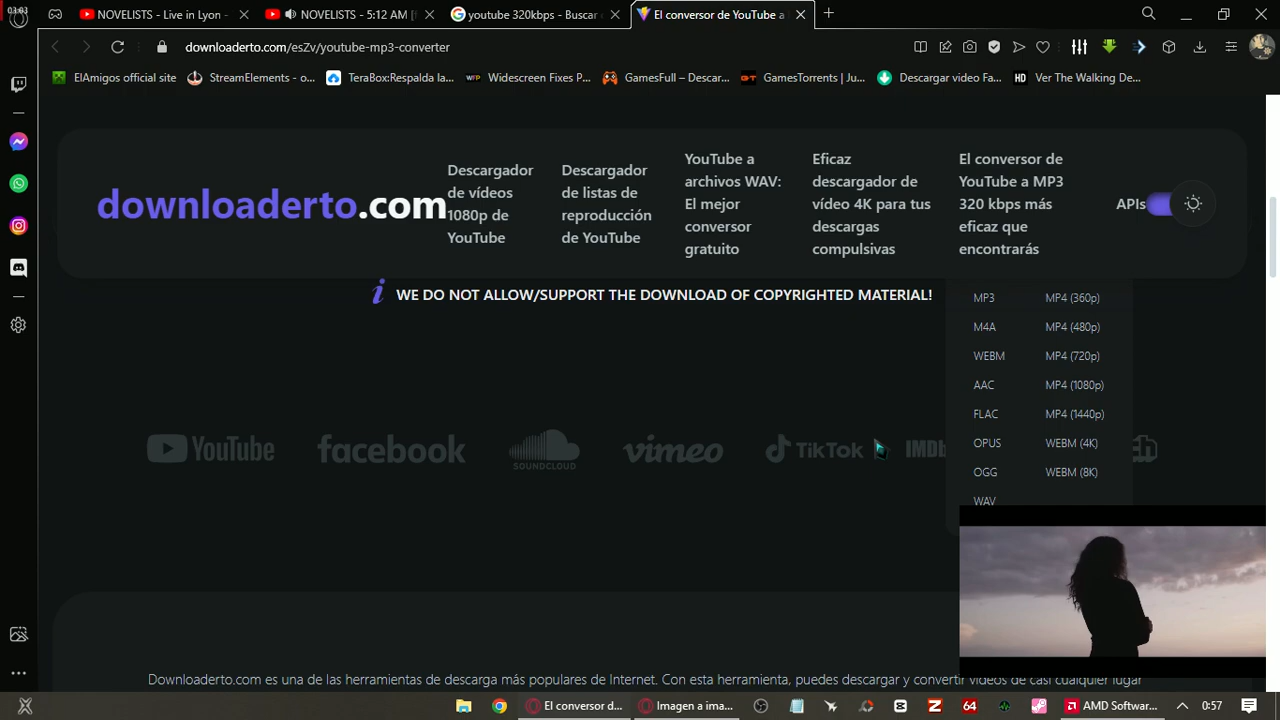 03:03
NOVELISTS - Live in Lyon -
NOVELISTS - 5:12 AM [
youtube 320kbps - Buscar
El conversor de YouTube a
downloaderto.com/esZv/youtube-mp3-converter
ElAmigos official site
StreamElements - o...
TeraBox:Respalda la...
WFP
Widescreen Fixes P...
GamesFull – Descar...
GamesTorrents | Ju...
Descargar video Fa...
HD
Ver The Walking De...
downloaderto.com
Descargador
de vídeos
1080p de
YouTube
Descargador
de listas de
reproducción
de YouTube
YouTube a
archivos WAV:
El mejor
conversor
gratuito
Eficaz
descargador de
vídeo 4K para tus
descargas
compulsivas
El conversor de
YouTube a MP3
320 kbps más
eficaz que
encontrarás
APIs
i WE DO NOT ALLOW/SUPPORT THE DOWNLOAD OF COPYRIGHTED MATERIAL!
MP3 MP4 (360p)
M4A MP4 (480p)
WEBM MP4 (720p)
AAC MP4 (1080p)
FLAC MP4 (1440p)
OPUS WEBM (4K)
OGG WEBM (8K)
WAV
YouTube
facebook
SOUNDCLOUD
vimeo
TikTok
IMDb
Downloaderto.com es una de las herramientas de descarga más populares de Internet. Con esta herramienta, puedes descargar y convertir vídeos de casi cualquier lugar
El conversor d...
Imagen a ima...
64
AMD Softwar...
0:57